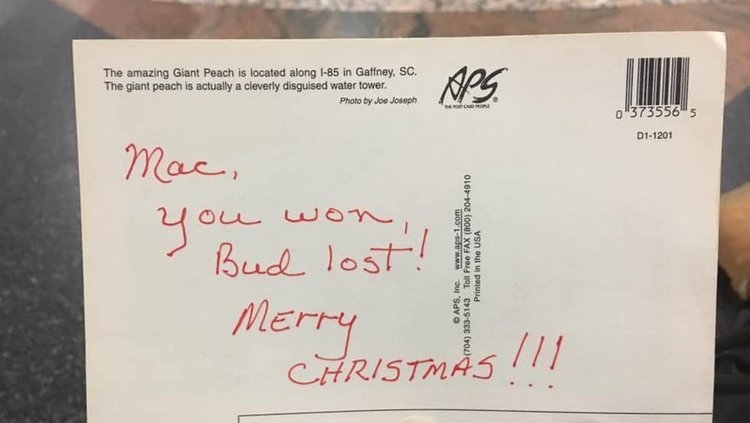 The amazing Giant Peach is located along I-85 in Gaffney, SC.
The giant peach is actually a cleverly disguised water tower.
Photo by Joe Joseph
APS
THE POST CARD PEOPLE
0 373556 5
D1-1201
Mac,
you won,
Bud lost!
Merry
CHRISTMAS!!!
© APS, Inc. www.aps-1.com
(704) 333-5143 Toll Free FAX (800) 204-4910
Printed in the USA